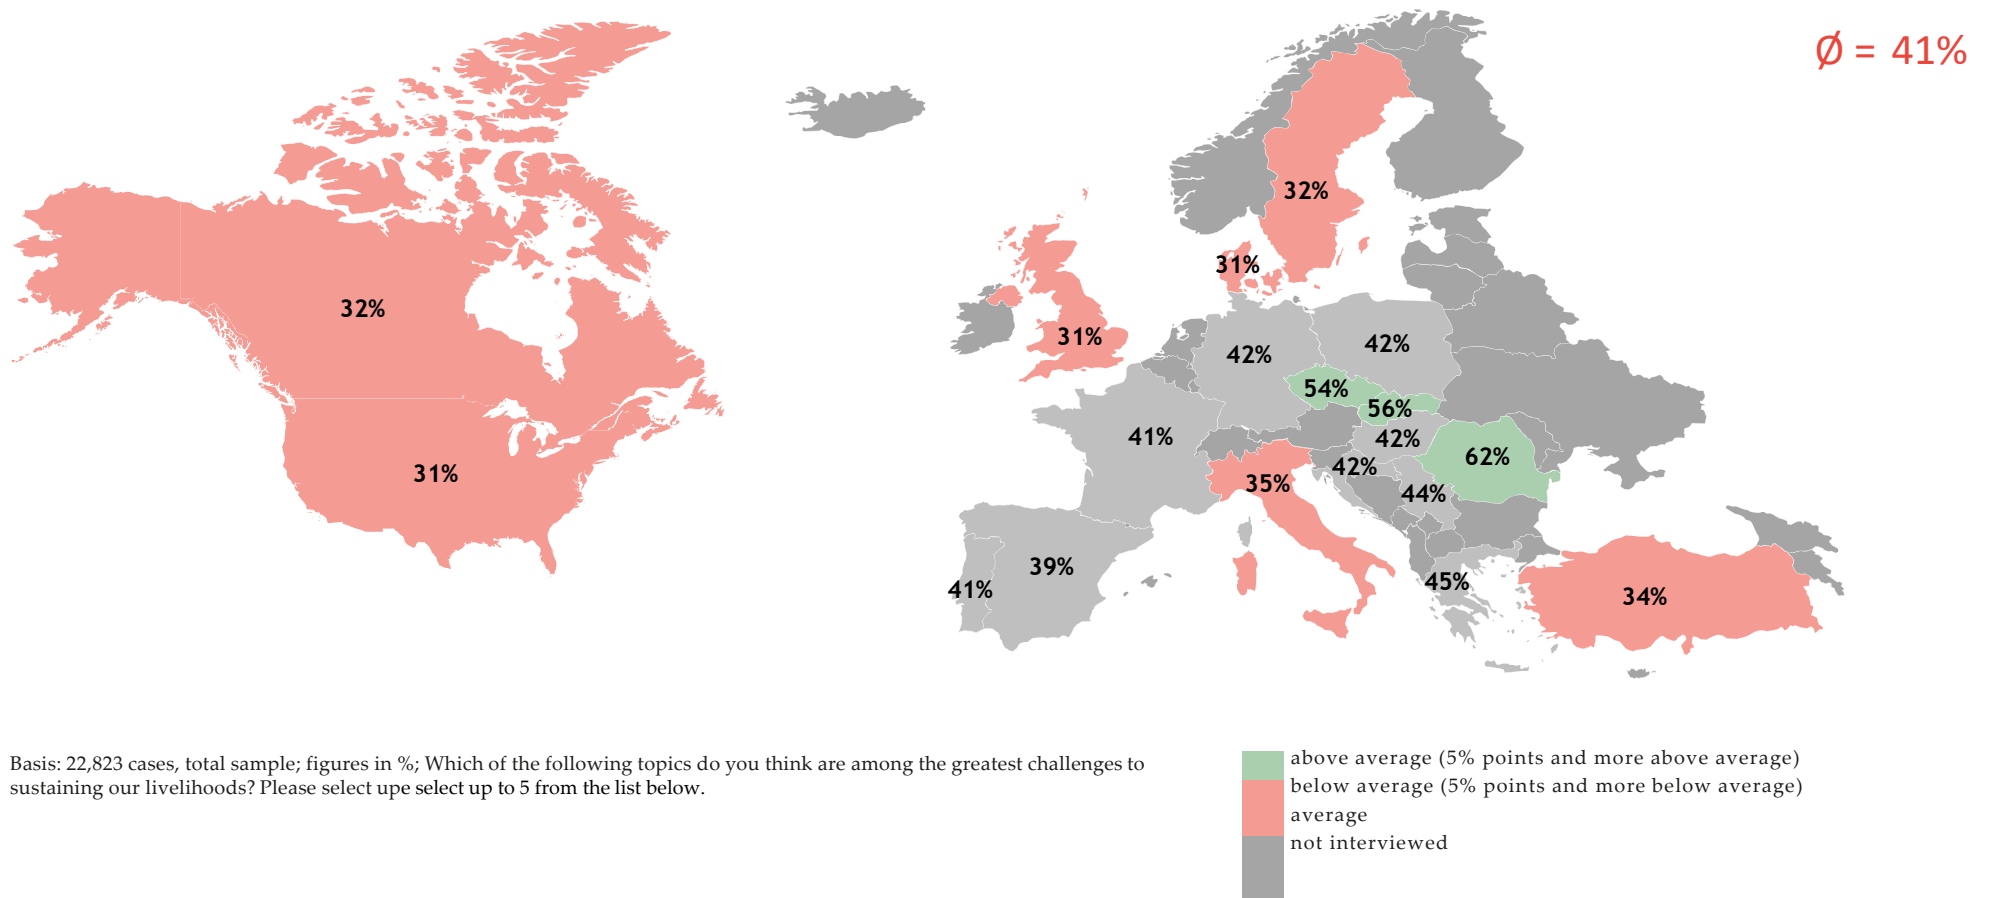 Ø = 41%
32%
31%
32%
31%
31%
42%
42%
54%
56%
41%
42%
62%
42%
35%
44%
39%
45%
41%
34%
Basis: 22,823 cases, total sample; figures in %; Which of the following topics do you think are among the greatest challenges to
sustaining our livelihoods? Please select upe select up to 5 from the list below.
above average (5% points and more above average)
below average (5% points and more below average)
average
not interviewed